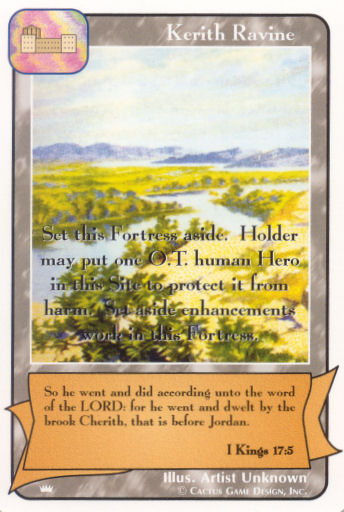 Kerith Ravine
Set this Fortress aside. Holder
may put one O.T. human Hero
in this Site to protect it from
harm. Set aside enhancements
work in this Fortress.
So he went and did according unto the word
of the LORD: for he went and dwelt by the
brook Cherith, that is before Jordan.
I Kings 17:5
Illus. Artist Unknown
© Cactus Game Design, Inc.